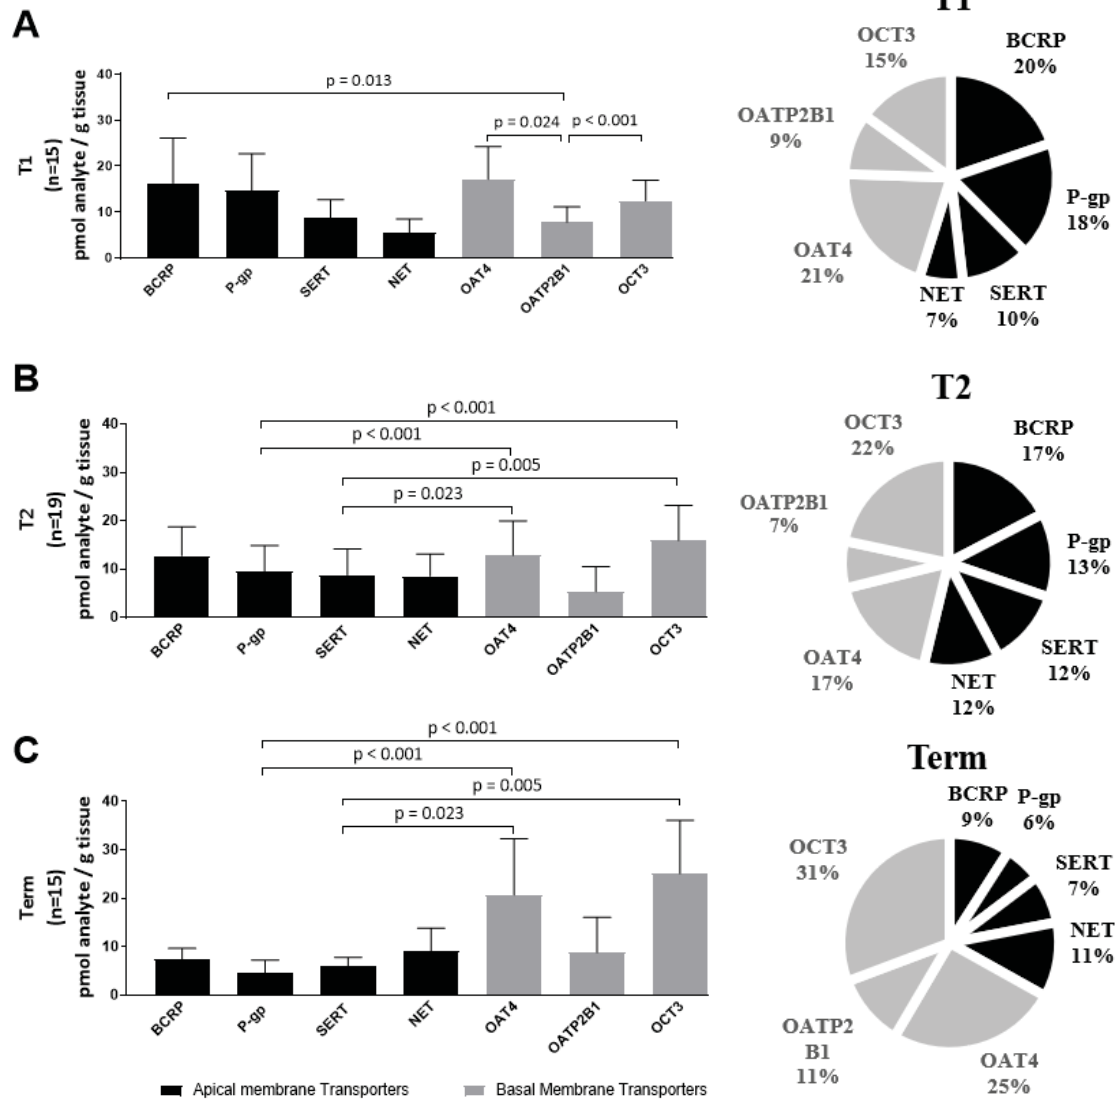 A
T1
(n=15)
pmol analyte / g tissue
40
30
20
10
0
p = 0.013
p = 0.024
p < 0.001
BCRP
P-gp
SERT
NET
OAT4
OATP2B1
OCT3
T1
OCT3
15%
BCRP
20%
OATP2B1
9%
P-gp
18%
OAT4
21%
NET
7%
SERT
10%
B
T2
(n=19)
pmol analyte / g tissue
40
30
20
10
0
p < 0.001
p < 0.001
p = 0.005
p = 0.023
BCRP
P-gp
SERT
NET
OAT4
OATP2B1
OCT3
T2
OCT3
22%
BCRP
17%
OATP2B1
7%
P-gp
13%
OAT4
17%
SERT
12%
NET
12%
C
Term
(n=15)
pmol analyte / g tissue
40
30
20
10
0
p < 0.001
p < 0.001
p = 0.005
p = 0.023
BCRP
P-gp
SERT
NET
OAT4
OATP2B1
OCT3
Term
BCRP
9%
P-gp
6%
OCT3
31%
SERT
7%
NET
11%
OATP2
B1
11%
OAT4
25%
Apical membrane Transporters
Basal Membrane Transporters